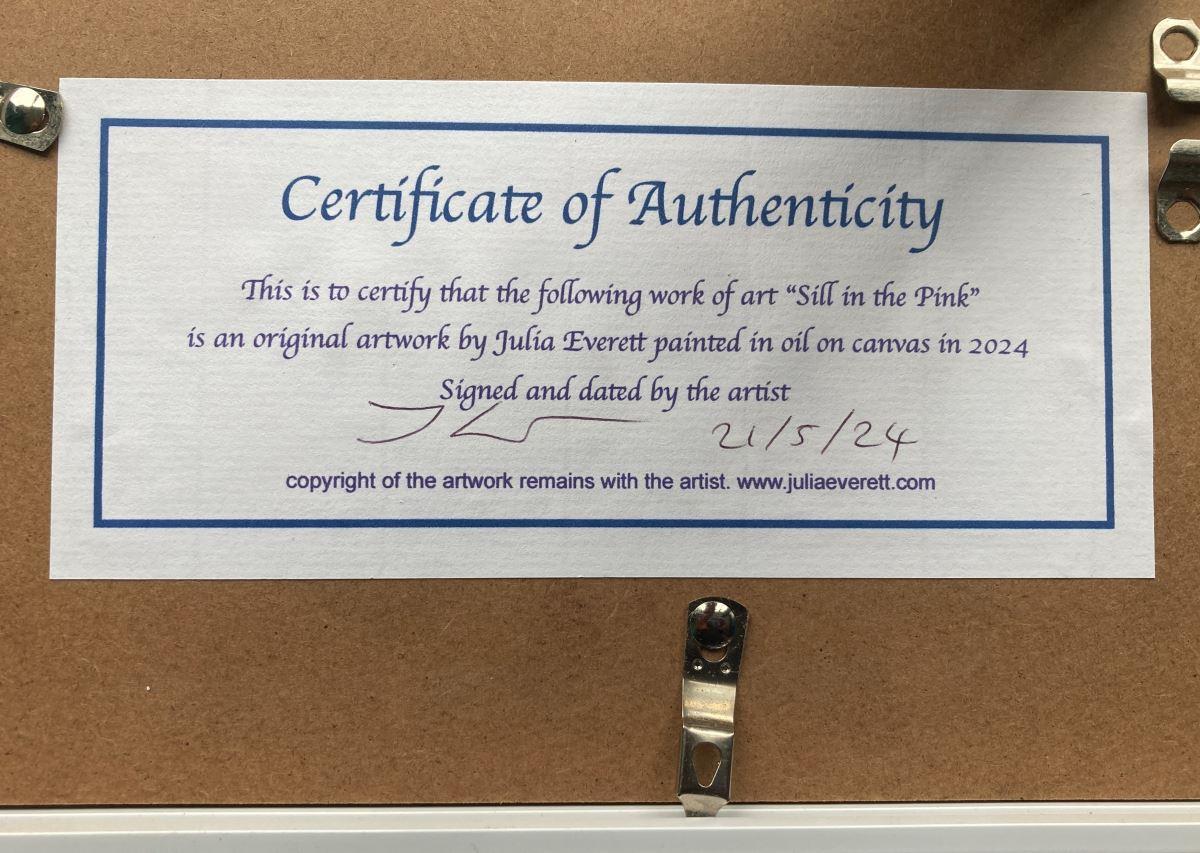 Certificate of Authenticity
This is to certify that the following work of art “Sill in the Pink”
is an original artwork by Julia Everett painted in oil on canvas in 2024
Signed and dated by the artist
21/5/24
copyright of the artwork remains with the artist. www.juliaeverett.com